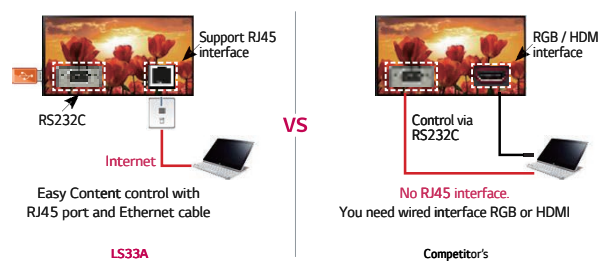 Support RJ45
interface
RS232C
Internet
Easy Content control with
RJ45 port and Ethernet cable
LS33A
VS
RGB / HDM
interface
Control via
RS232C
No RJ45 interface.
You need wired interface RGB or HDMI
Competitor's